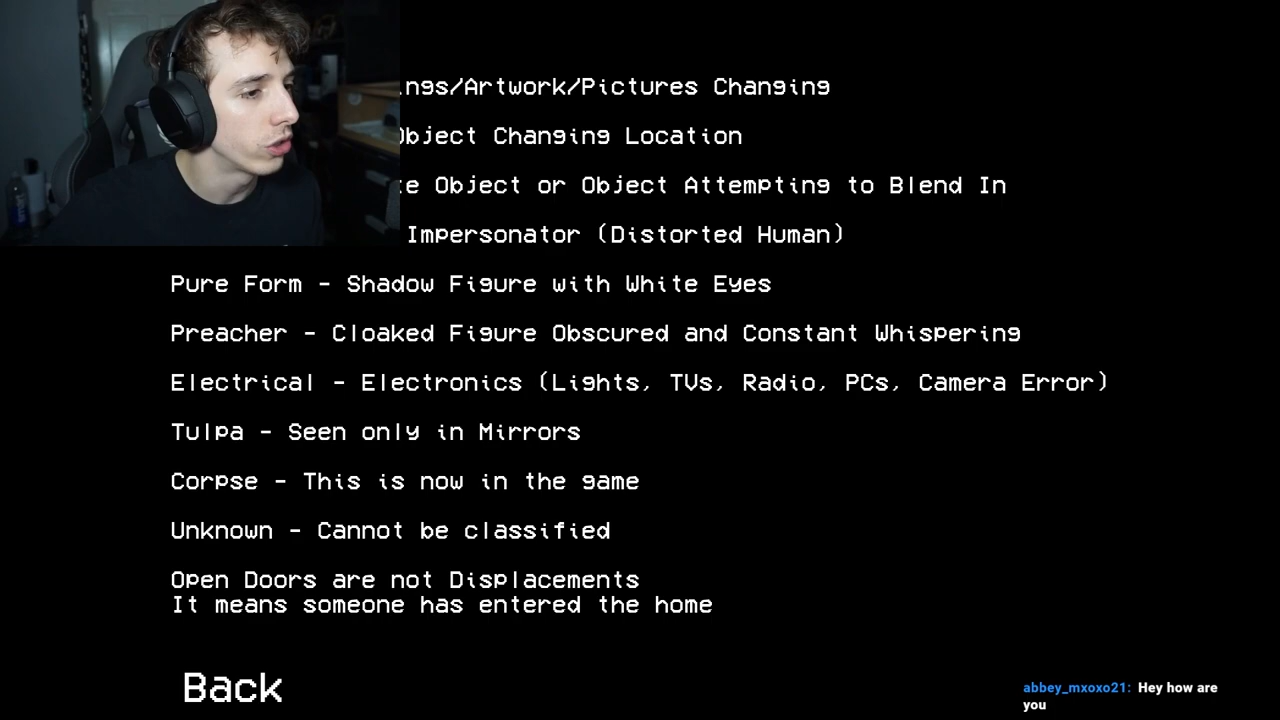 ings/Artwork/Pictures Changing
Object Changing Location
Object or Object Attempting to Blend In
Impersonator (Distorted Human)
Pure Form - Shadow Figure with White Eyes
Preacher - Cloaked Figure Obscured and Constant Whispering
Electrical - Electronics (Lights, TVs, Radio, PCs, Camera Error)
Tulpa - Seen only in Mirrors
Corpse - This is now in the game
Unknown - Cannot be classified
Open Doors are not Displacements
It means someone has entered the home
Back
abbey_mxoxo21: Hey how are
you